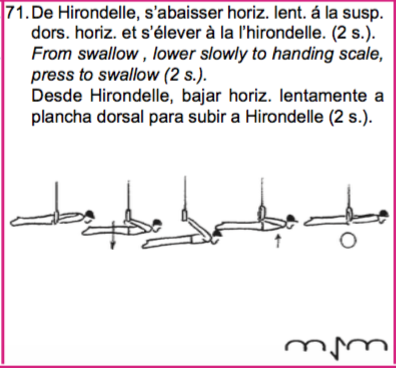 71. De Hirondelle, s'abaisser horiz. lent. á la susp.
dors. horiz. et s'élever à la l'hirondelle. (2 s.).
From swallow , lower slowly to handing scale,
press to swallow (2 s.).
Desde Hirondelle, bajar horiz. lentamente a
plancha dorsal para subir a Hirondelle (2 s.).